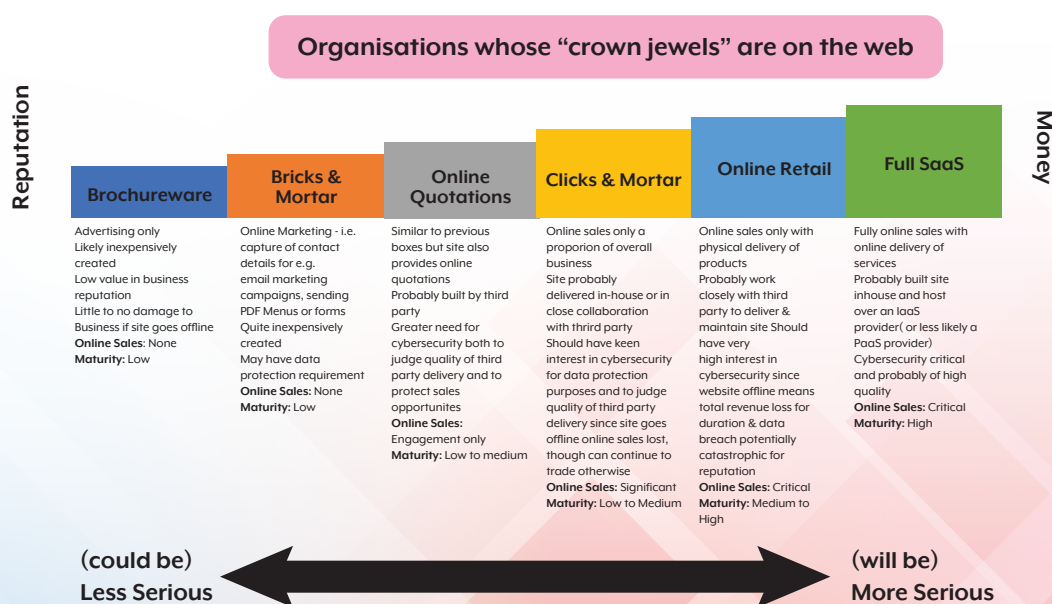 Organisations whose “crown jewels” are on the web
Reputation
Money
Brochureware
Advertising only
Likely inexpensively
created
Low value in business
reputation
Little to no damage to
Business if site goes offline
Online Sales: None
Maturity: Low
Bricks &
Mortar
Online Marketing - i.e.
capture of contact
details for e.g.
email marketing
campaigns, sending
PDF Menus or forms
Quite inexpensively
created
May have data
protection requirement
Online Sales: None
Maturity: Low
Online
Quotations
Similar to previous
boxes but site also
provides online
quotations
Probably built by third
party
Greater need for
cybersecurity both to
judge quality of third
party delivery and to
protect sales
opportunites
Online Sales:
Engagement only
Maturity: Low to medium
Clicks & Mortar
Online sales only a
proporion of overall
business
Site probably
delivered in-house or in
close collaboration
with thrird party
Should have keen
interest in cybersecurity
for data protection
purposes and to judge
quality of third party
delivery since site goes
offline online sales lost,
though can continue to
trade otherwise
Online Sales: Significant
Maturity: Low to Medium
Online Retail
Online sales only with
physical delivery of
products
Probably work
closely with third
party to deliver &
maintain site Should
have very
high interest in
cybersecurity since
website offline means
total revenue loss for
duration & data
breach potentially
catastrophic for
reputation
Online Sales: Critical
Maturity: Medium to
High
Full SaaS
Fully online sales with
online delivery of
services
Probably built site
inhouse and host
over an IaaS
provider( or less likely a
PaaS provider)
Cybersecurity critical
and probably of high
quality
Online Sales: Critical
Maturity: High
(could be)
Less Serious
(will be)
More Serious